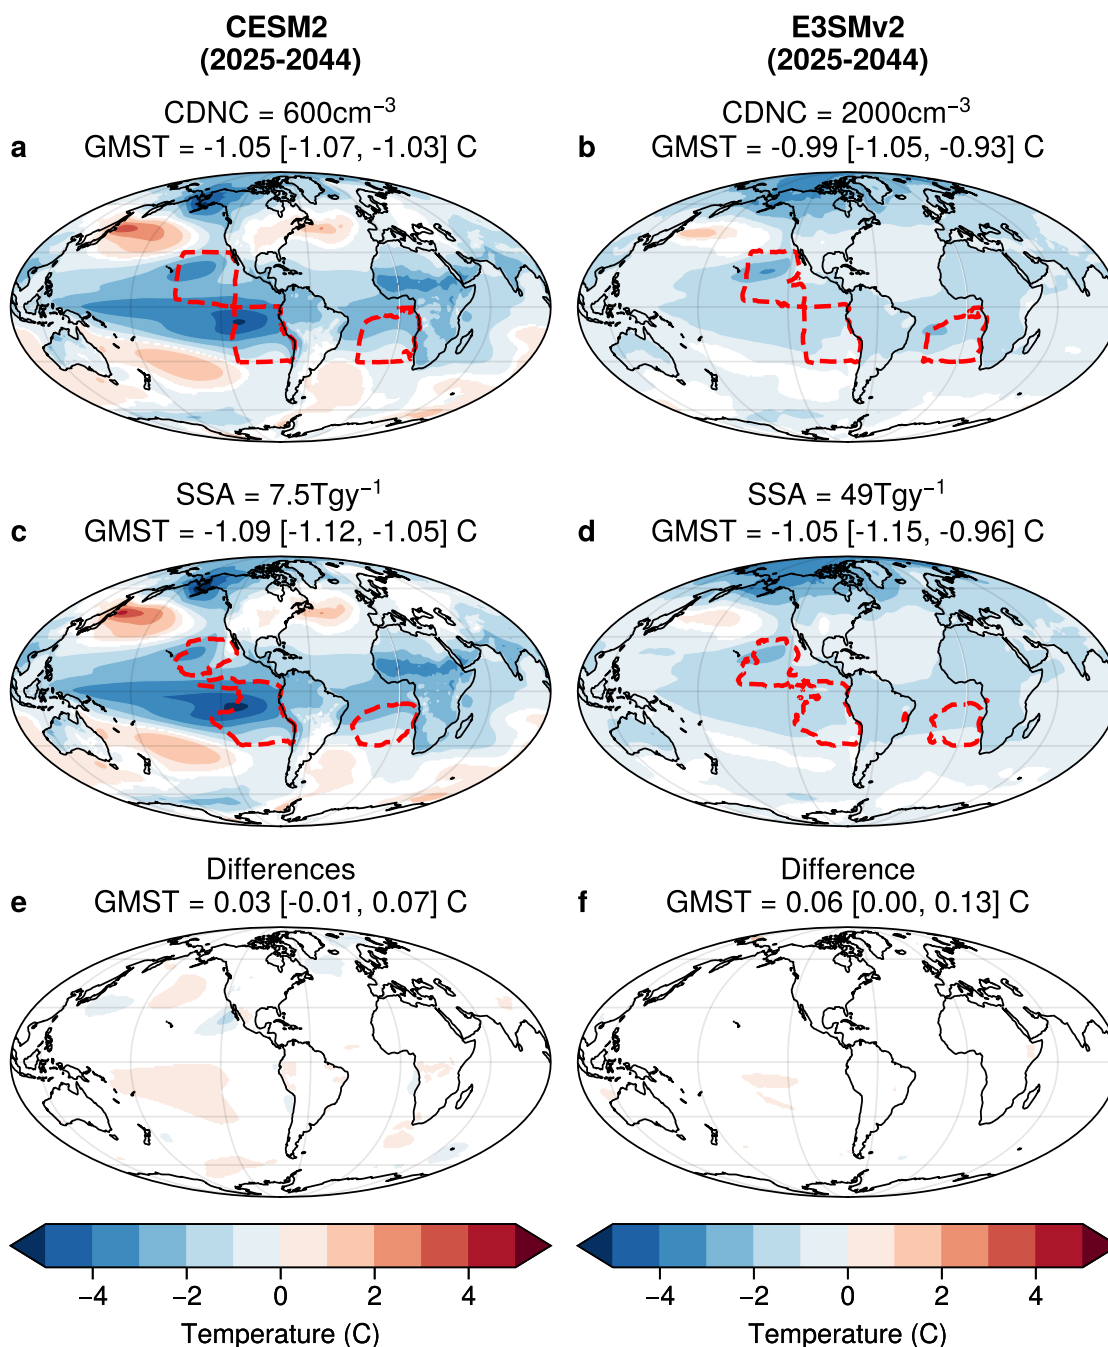 CESM2
(2025-2044)
E3SMv2
(2025-2044)
CDNC = 600cm⁻³
a GMST = -1.05 [-1.07, -1.03] C
CDNC = 2000cm⁻³
b GMST = -0.99 [-1.05, -0.93] C
SSA = 7.5Tgy⁻¹
c GMST = -1.09 [-1.12, -1.05] C
SSA = 49Tgy⁻¹
d GMST = -1.05 [-1.15, -0.96] C
Differences
e GMST = 0.03 [-0.01, 0.07] C
Difference
f GMST = 0.06 [0.00, 0.13] C
−4 −2 0 2 4
Temperature (C)
−4 −2 0 2 4
Temperature (C)